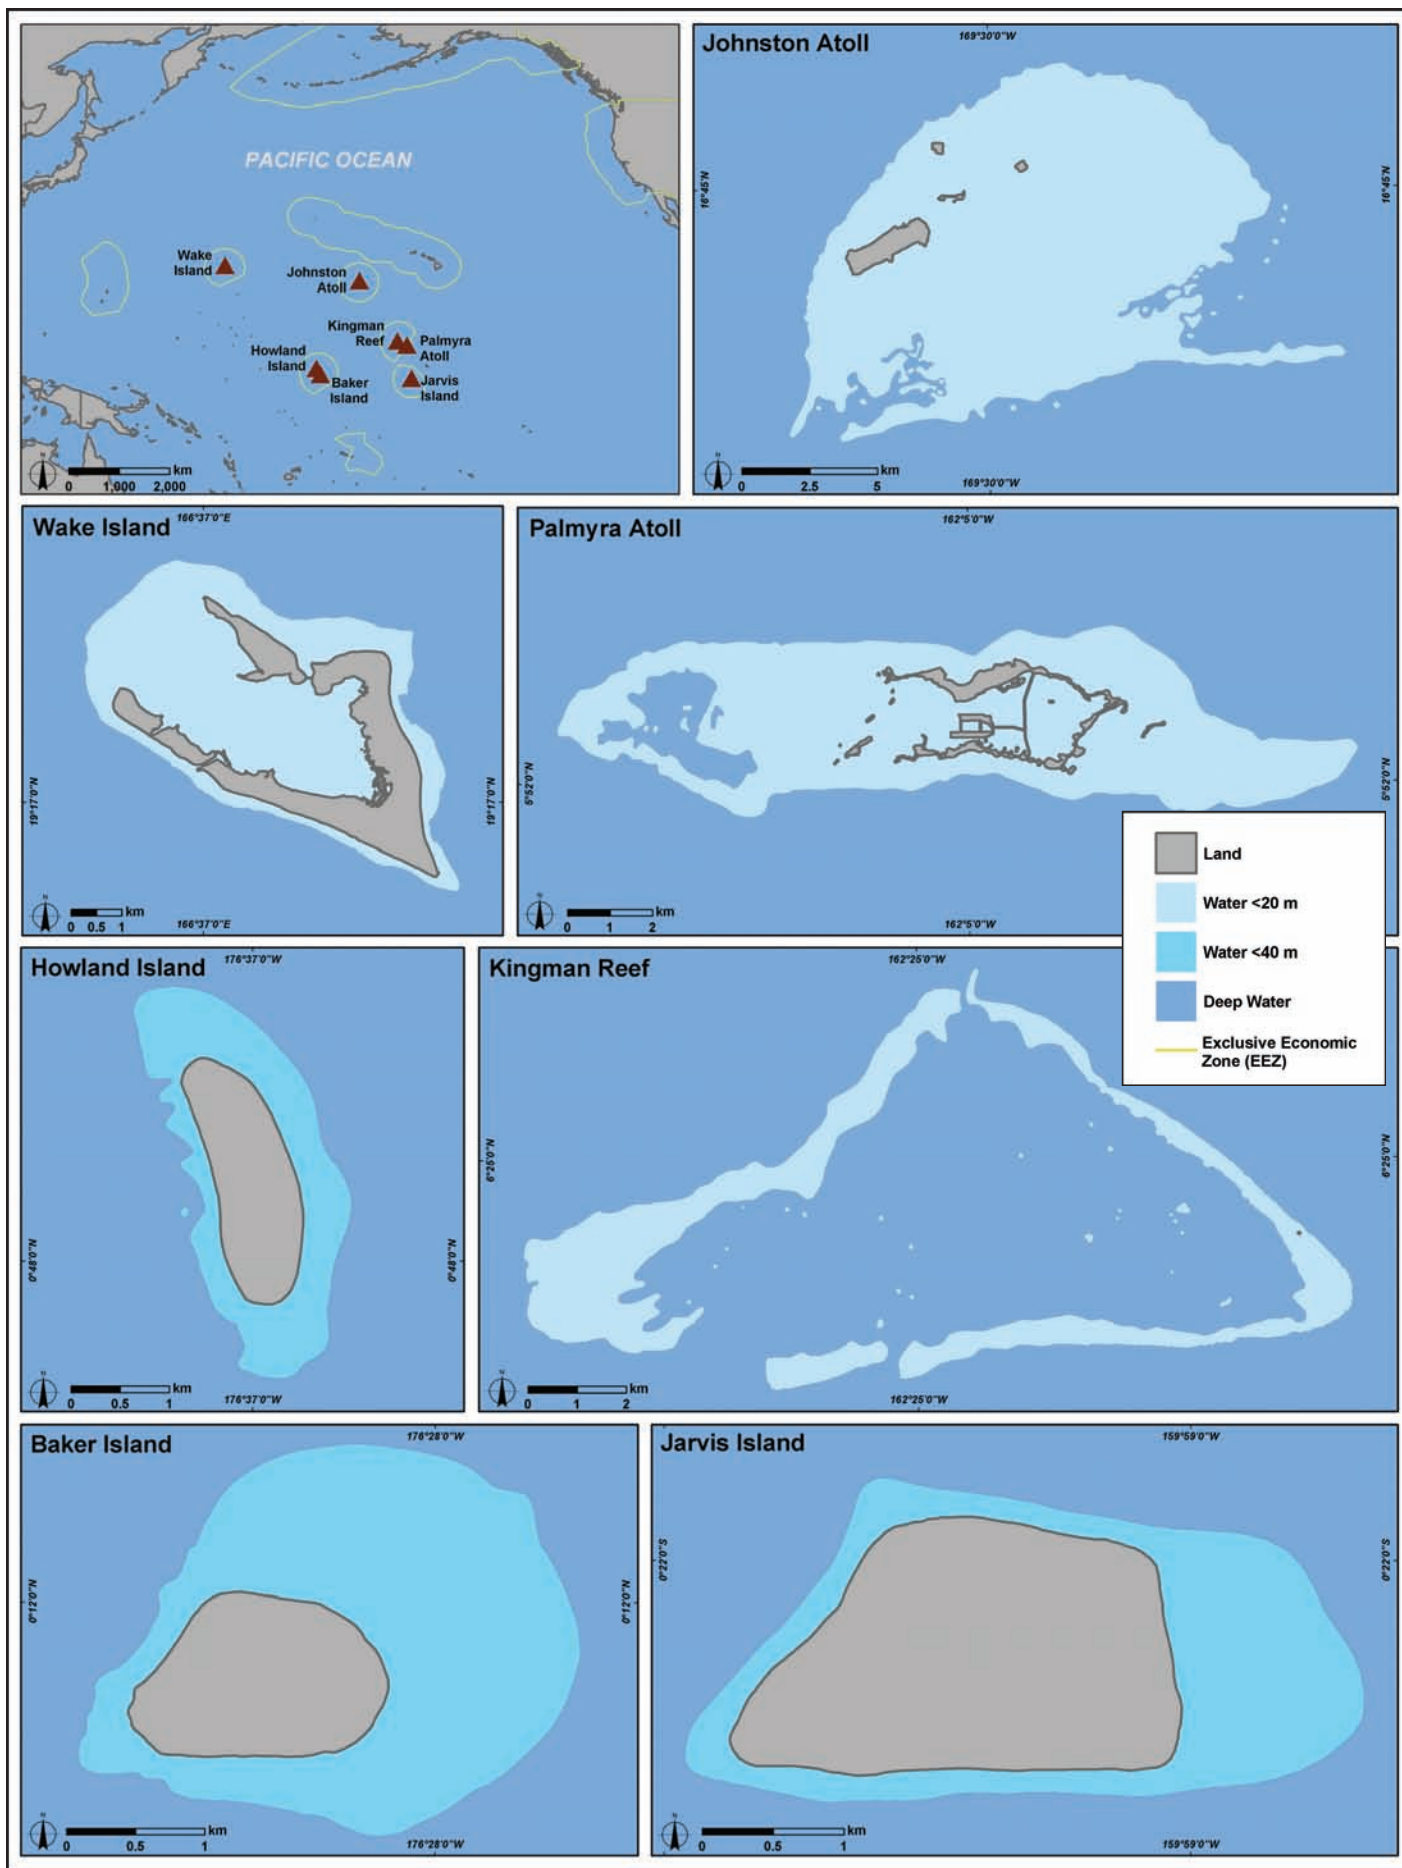 PACIFIC OCEAN
Wake
Island
Johnston
Atoll
Kingman
Reef
Palmyra
Atoll
Howland
Island
Baker
Island
Jarvis
Island
N
km
0 1,000 2,000
Johnston Atoll
169°30'0"W
16°45'N
16°45'N
N
km
0 2.5 5
169°30'0"W
Wake Island
166°37'0"E
19°17'0"N
19°17'0"N
N
km
0 0.5 1
166°37'0"E
Palmyra Atoll
162°5'0"W
5°52'0"N
5°52'0"N
N
km
0 1 2
162°5'0"W
Land
Water <20 m
Water <40 m
Deep Water
Exclusive Economic
Zone (EEZ)
Howland Island
176°37'0"W
0°48'0"N
0°48'0"N
N
km
0 0.5 1
176°37'0"W
Kingman Reef
162°25'0"W
6°25'0"N
6°25'0"N
N
km
0 1 2
162°25'0"W
Baker Island
176°28'0"W
0°12'0"N
0°12'0"N
N
km
0 0.5 1
176°28'0"W
Jarvis Island
159°59'0"W
0°22'0"S
0°22'0"S
N
km
0 0.5 1
159°59'0"W